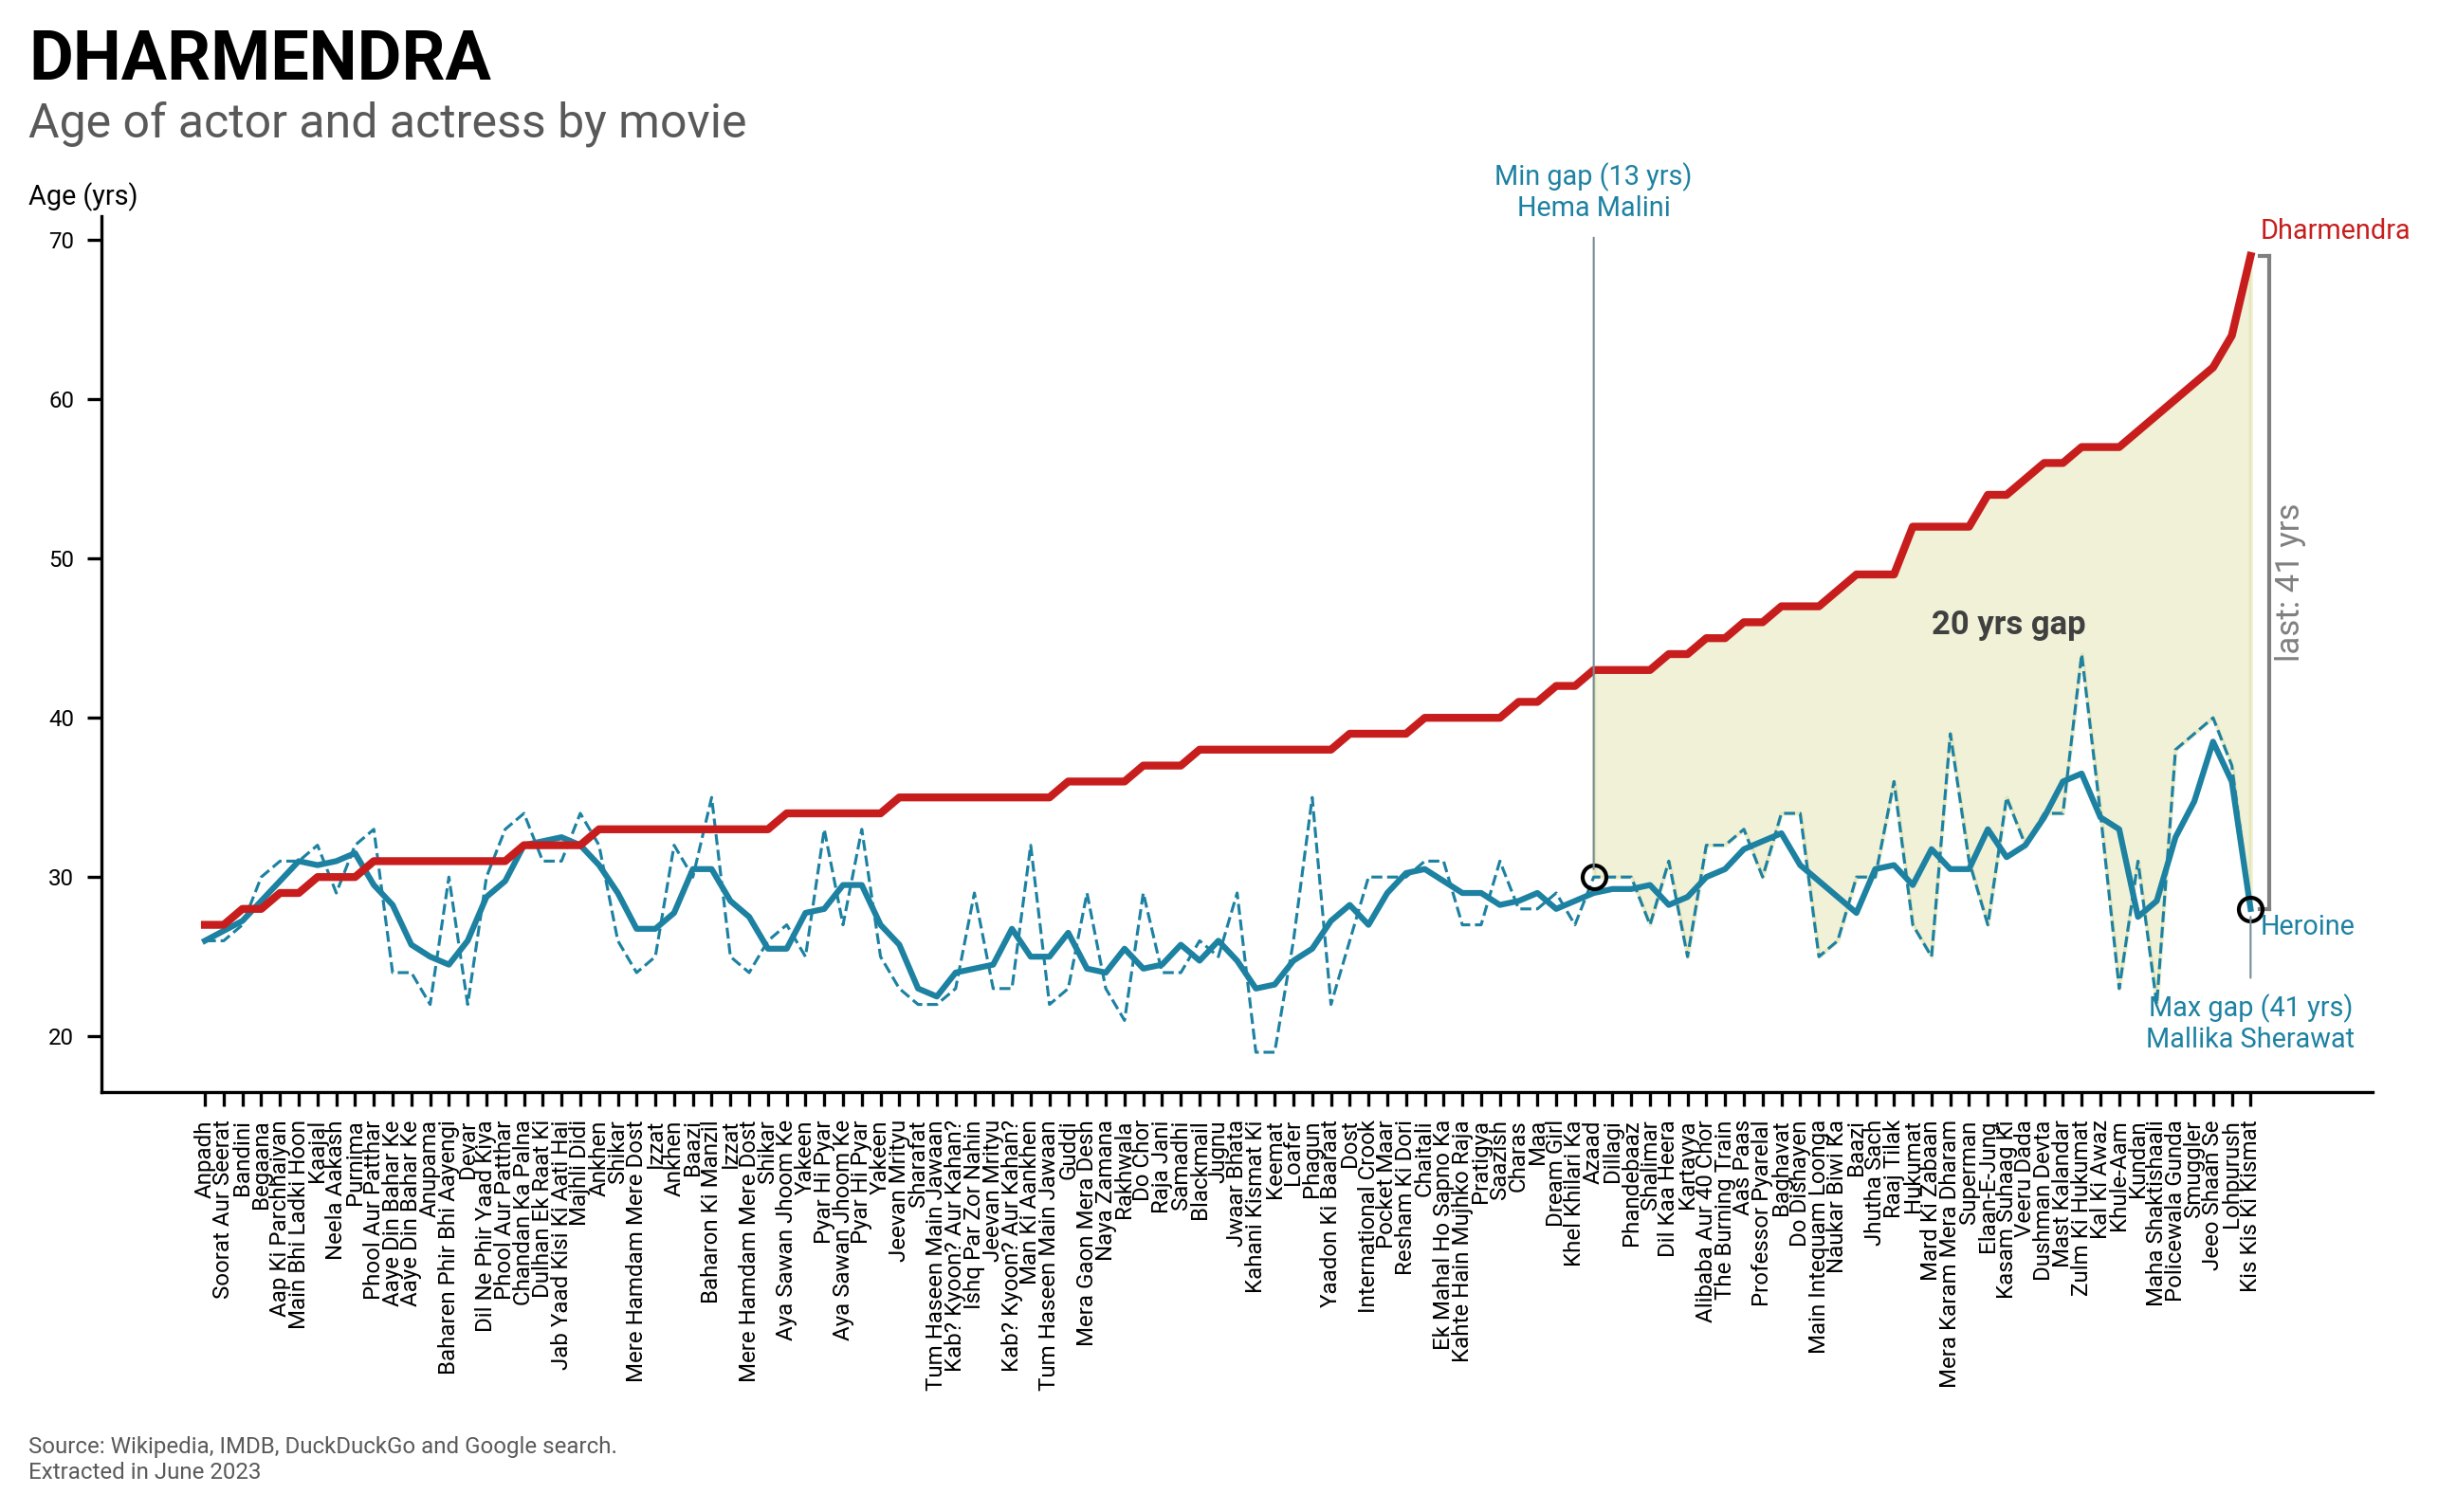 DHARMENDRA
Age of actor and actress by movie
Min gap (13 yrs)
Hema Malini
Age (yrs)
70
60
50
40
30
20
Dharmendra
20 yrs gap
last: 41 yrs
Heroine
Max gap (41 yrs)
Mallika Sherawat
Anpadh
Soorat Aur Seerat
Bandini
Begaana
Aap Ki Parchhaiyan
Main Bhi Ladki Hoon
Kaajal
Neela Aakash
Purnima
Phool Aur Patthar
Aaye Din Bahar Ke
Aaye Din Bahar Ke
Anupama
Baharen Phir Bhi Aayengi
Devar
Dil Ne Phir Yaad Kiya
Phool Aur Patthar
Chandan Ka Palna
Dulhan Ek Raat Ki
Jab Yaad Kisi Ki Aati Hai
Majhli Didi
Ankhen
Shikar
Mere Hamdam Mere Dost
Izzat
Ankhen
Baazi
Baharon Ki Manzil
Izzat
Mere Hamdam Mere Dost
Shikar
Aya Sawan Jhoom Ke
Yakeen
Pyar Hi Pyar
Aya Sawan Jhoom Ke
Pyar Hi Pyar
Yakeen
Jeevan Mrityu
Sharafat
Tum Haseen Main Jawaan
Kab? Kyoon? Aur Kahan?
Ishq Par Zor Nahin
Jeevan Mrityu
Kab? Kyoon? Aur Kahan?
Man Ki Aankhen
Tum Haseen Main Jawaan
Guddi
Mera Gaon Mera Desh
Naya Zamana
Rakhwala
Do Chor
Raja Jani
Samadhi
Blackmail
Jugnu
Jwaar Bhata
Kahani Kismat Ki
Keemat
Loafer
Phagun
Yaadon Ki Baaraat
Dost
International Crook
Pocket Maar
Resham Ki Dori
Chaitali
Ek Mahal Ho Sapno Ka
Kahte Hain Mujhko Raja
Pratigya
Saazish
Charas
Maa
Dream Girl
Khel Khilari Ka
Azaad
Dillagi
Phandebaaz
Shalimar
Dil Kaa Heera
Kartavya
Alibaba Aur 40 Chor
The Burning Train
Aas Paas
Professor Pyarelal
Baghavat
Do Dishayen
Main Intequam Loonga
Naukar Biwi Ka
Baazi
Jhutha Sach
Raaj Tilak
Hukumat
Mard Ki Zabaan
Mera Karam Mera Dharam
Superman
Elaan-E-Jung
Kasam Suhaag Ki
Veeru Dada
Dushman Devta
Mast Kalandar
Zulm Ki Hukumat
Kal Ki Awaz
Khule-Aam
Kundan
Maha Shaktishaali
Policewala Gunda
Smuggler
Jeeo Shaan Se
Lohpurush
Kis Kis Ki Kismat
Source: Wikipedia, IMDB, DuckDuckGo and Google search.
Extracted in June 2023